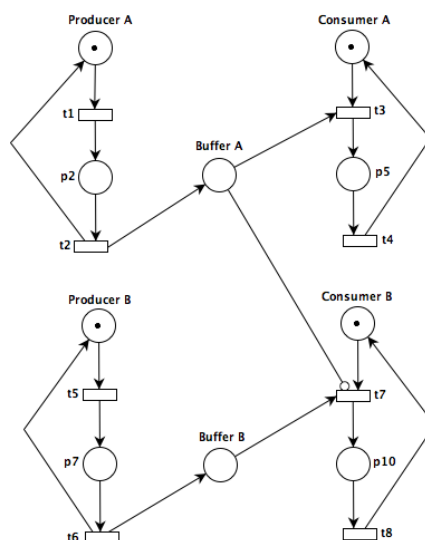 Producer A
Consumer A
t1
t3
Buffer A
p2
p5
t2
t4
Producer B
Consumer B
t5
t7
Buffer B
p7
p10
t6
t8